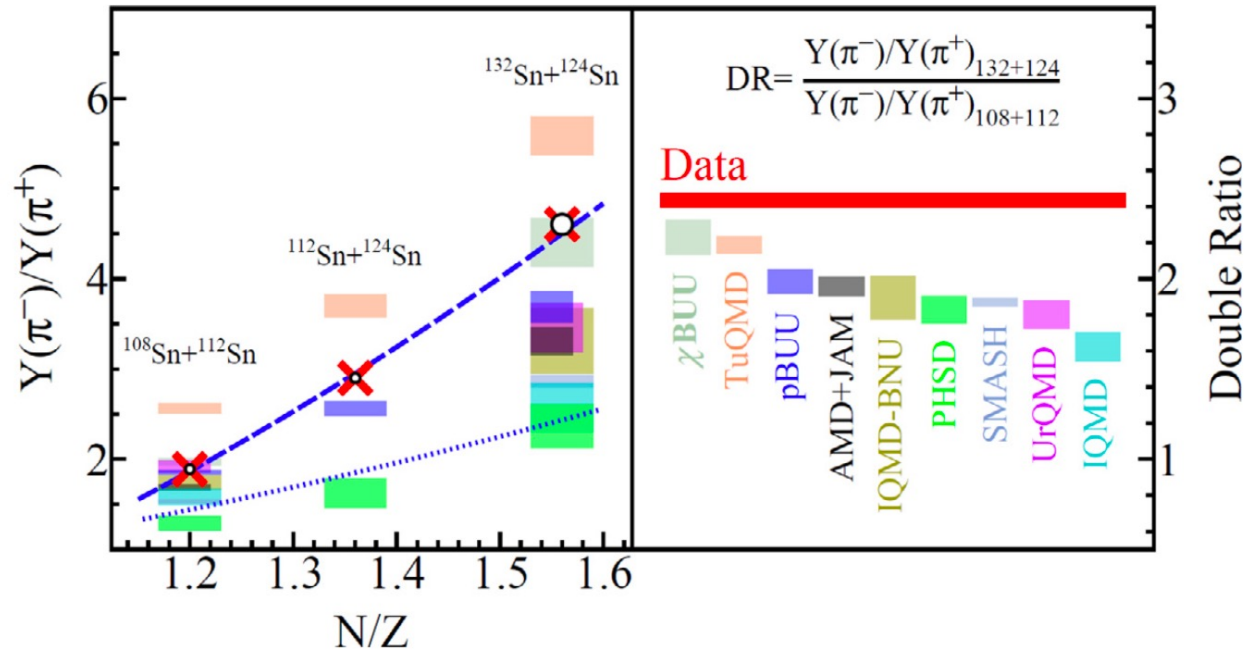 Y(π⁻)/Y(π⁺)
6
4
2
¹⁰⁸Sn+¹¹²Sn
¹¹²Sn+¹²⁴Sn
¹³²Sn+¹²⁴Sn
1.2 1.3 1.4 1.5 1.6
N/Z
DR= Y(π⁻)/Y(π⁺)₁₃₂₊₁₂₄
Y(π⁻)/Y(π⁺)₁₀₈₊₁₁₂
Data
χBUU
TuQMD
pBUU
AMD+JAM
IQMD-BNU
PHSD
SMASH
UrQMD
IQMD
3
2
1
Double Ratio